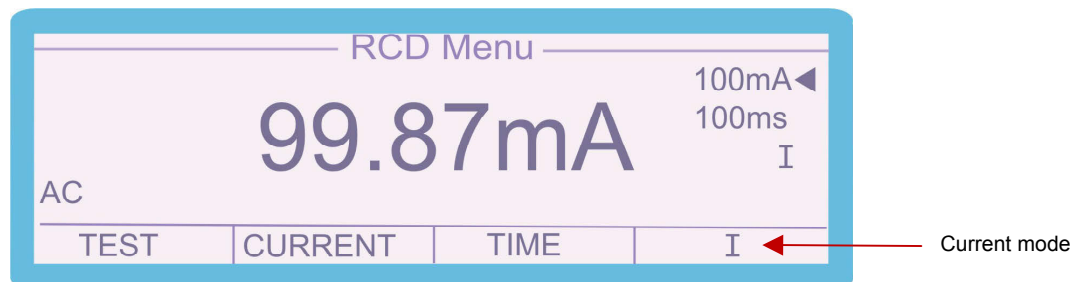 RCD Menu
100mA◀
99.87mA
100ms
I
AC
TEST CURRENT TIME I
Current mode